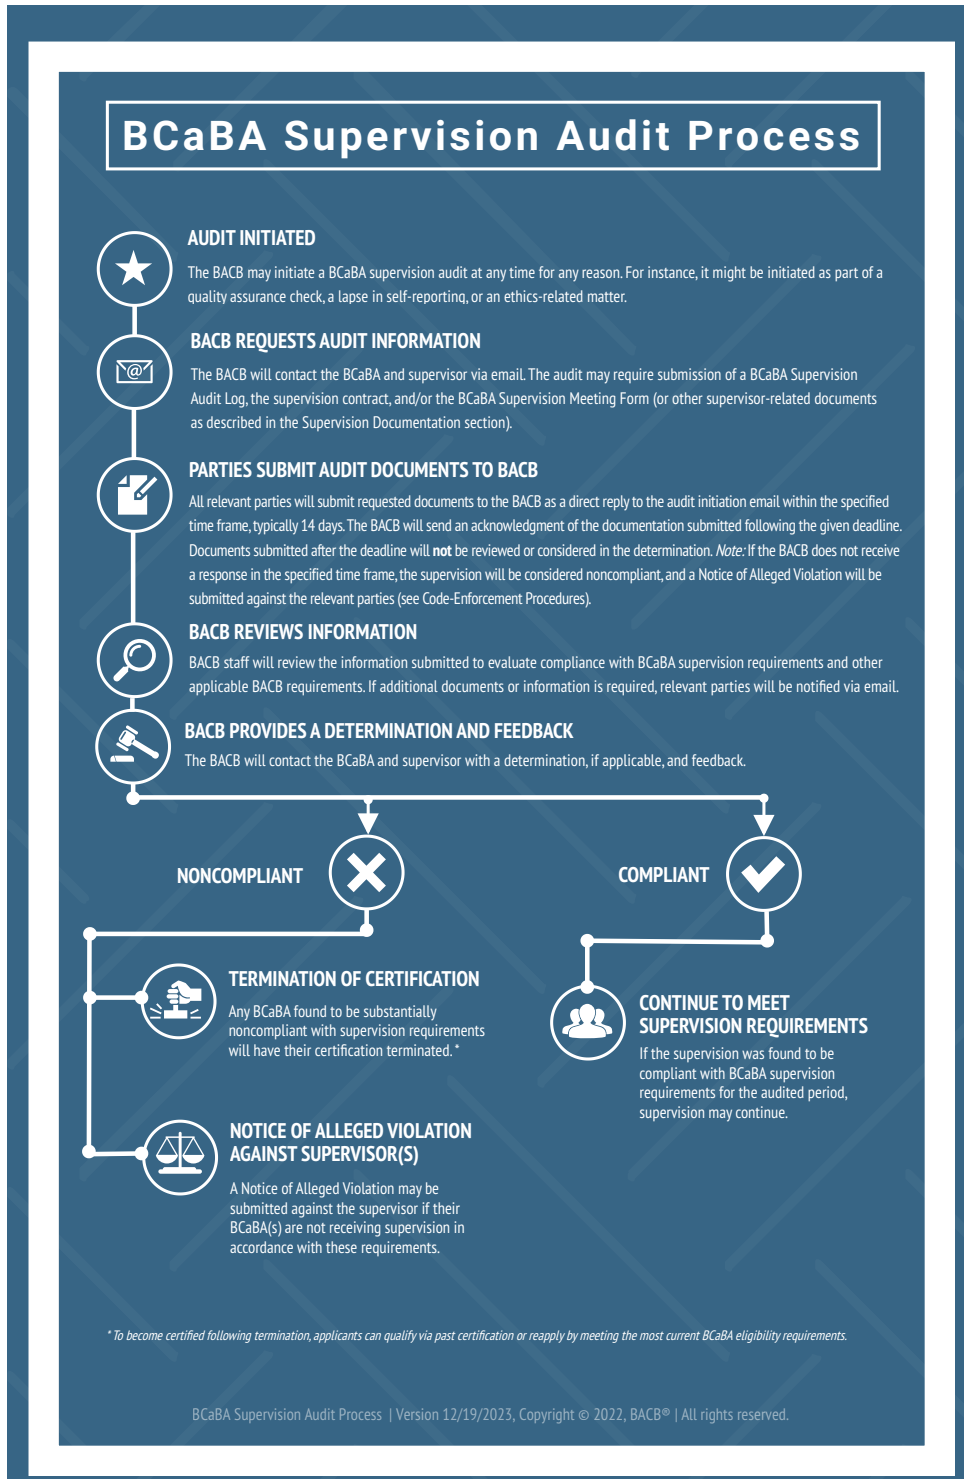 BCaBA Supervision Audit Process
AUDIT INITIATED
The BACB may initiate a BCaBA supervision audit at any time for any reason. For instance, it might be initiated as part of a
quality assurance check, a lapse in self-reporting, or an ethics-related matter.
BACB REQUESTS AUDIT INFORMATION
@
The BACB will contact the BCaBA and supervisor via email. The audit may require submission of a BCaBA Supervision
Audit Log, the supervision contract, and/or the BCaBA Supervision Meeting Form (or other supervisor-related documents
as described in the Supervision Documentation section).
PARTIES SUBMIT AUDIT DOCUMENTS TO BACB
All relevant parties will submit requested documents to the BACB as a direct reply to the audit initiation email within the specified
time frame, typically 14 days. The BACB will send an acknowledgment of the documentation submitted following the given deadline.
Documents submitted after the deadline will not be reviewed or considered in the determination. Note: If the BACB does not receive
a response in the specified time frame, the supervision will be considered noncompliant, and a Notice of Alleged Violation will be
submitted against the relevant parties (see Code-Enforcement Procedures).
BACB REVIEWS INFORMATION
BACB staff will review the information submitted to evaluate compliance with BCaBA supervision requirements and other
applicable BACB requirements. If additional documents or information is required, relevant parties will be notified via email.
BACB PROVIDES A DETERMINATION AND FEEDBACK
The BACB will contact the BCaBA and supervisor with a determination, if applicable, and feedback.
NONCOMPLIANT
COMPLIANT
TERMINATION OF CERTIFICATION
Any BCaBA found to be substantially
noncompliant with supervision requirements
will have their certification terminated. *
NOTICE OF ALLEGED VIOLATION
AGAINST SUPERVISOR(S)
A Notice of Alleged Violation may be
submitted against the supervisor if their
BCaBA(s) are not receiving supervision in
accordance with these requirements.
CONTINUE TO MEET
SUPERVISION REQUIREMENTS
If the supervision was found to be
compliant with BCaBA supervision
requirements for the audited period,
supervision may continue.
* To become certified following termination, applicants can qualify via past certification or reapply by meeting the most current BCaBA eligibility requirements.
BCaBA Supervision Audit Process | Version 12/19/2023, Copyright © 2022, BACB® | All rights reserved.